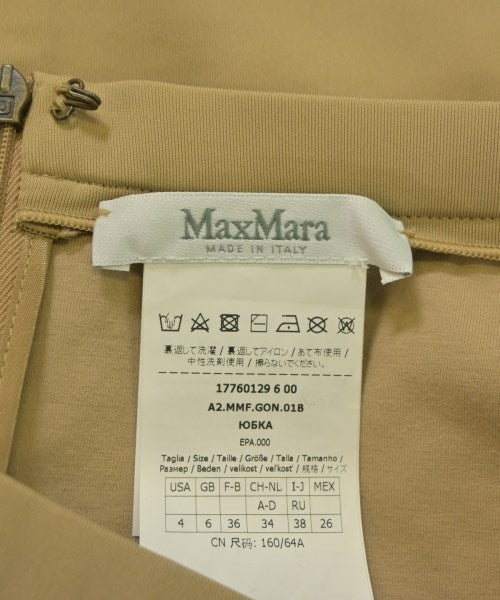 MaxMara
MADE IN ITALY
裏返して洗濯 / 裏返してアイロン / あて布使用 /
中性洗剤使用 / 擦らないでください。
17760129 6 00
A2.MMF.GON.01B
ЮБКА
EPA.000
Taglia / Size / Taille / Größe / Talla / Tamanho /
Размер / Beden / velikost / veľkosť / 规格 / サイズ
USA GB F-B CH-NL I-J MEX
A-D RU
4 6 36 34 38 26
CN 尺码: 160/64A